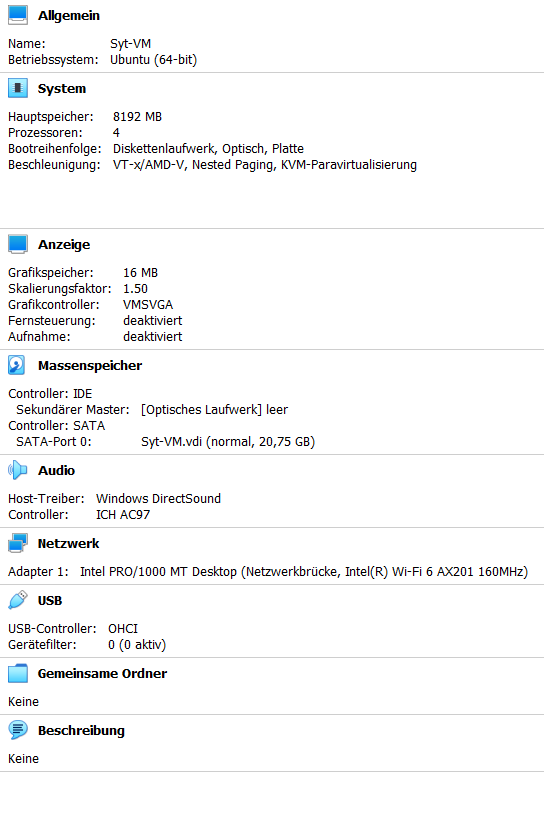 Allgemein
Name: Syt-VM
Betriebssystem: Ubuntu (64-bit)
System
Hauptspeicher: 8192 MB
Prozessoren: 4
Bootreihenfolge: Diskettenlaufwerk, Optisch, Platte
Beschleunigung: VT-x/AMD-V, Nested Paging, KVM-Paravirtualisierung
Anzeige
Grafikspeicher: 16 MB
Skalierungsfaktor: 1.50
Grafikcontroller: VMSVGA
Fernsteuerung: deaktiviert
Aufnahme: deaktiviert
Massenspeicher
Controller: IDE
Sekundärer Master: [Optisches Laufwerk] leer
Controller: SATA
SATA-Port 0: Syt-VM.vdi (normal, 20,75 GB)
Audio
Host-Treiber: Windows DirectSound
Controller: ICH AC97
Netzwerk
Adapter 1: Intel PRO/1000 MT Desktop (Netzwerkbrücke, Intel(R) Wi-Fi 6 AX201 160MHz)
USB
USB-Controller: OHCI
Gerätefilter: 0 (0 aktiv)
Gemeinsame Ordner
Keine
Beschreibung
Keine